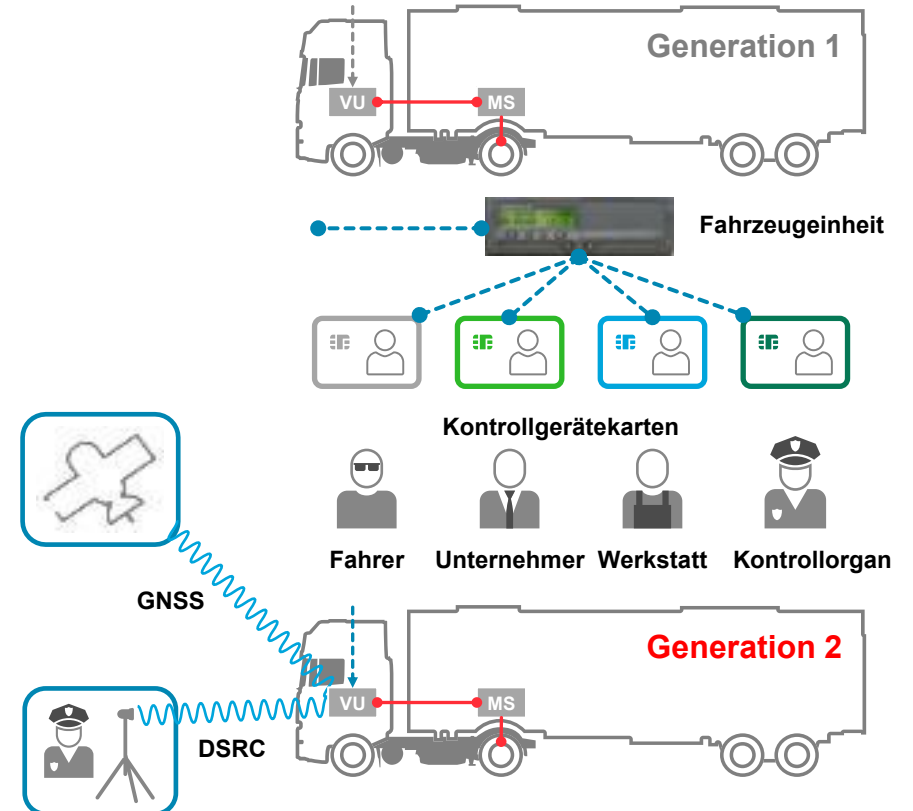 Generation 1
VU
MS
Fahrzeugeinheit
Kontrollgerätekarten
Fahrer
Unternehmer
Werkstatt
Kontrollorgan
GNSS
Generation 2
VU
MS
DSRC